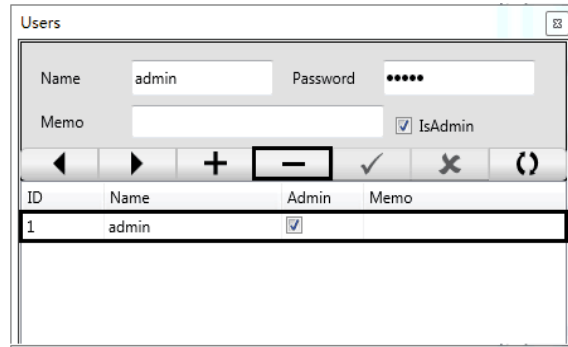 Users
Name admin Password •••••
Memo IsAdmin
ID Name Admin Memo
1 admin